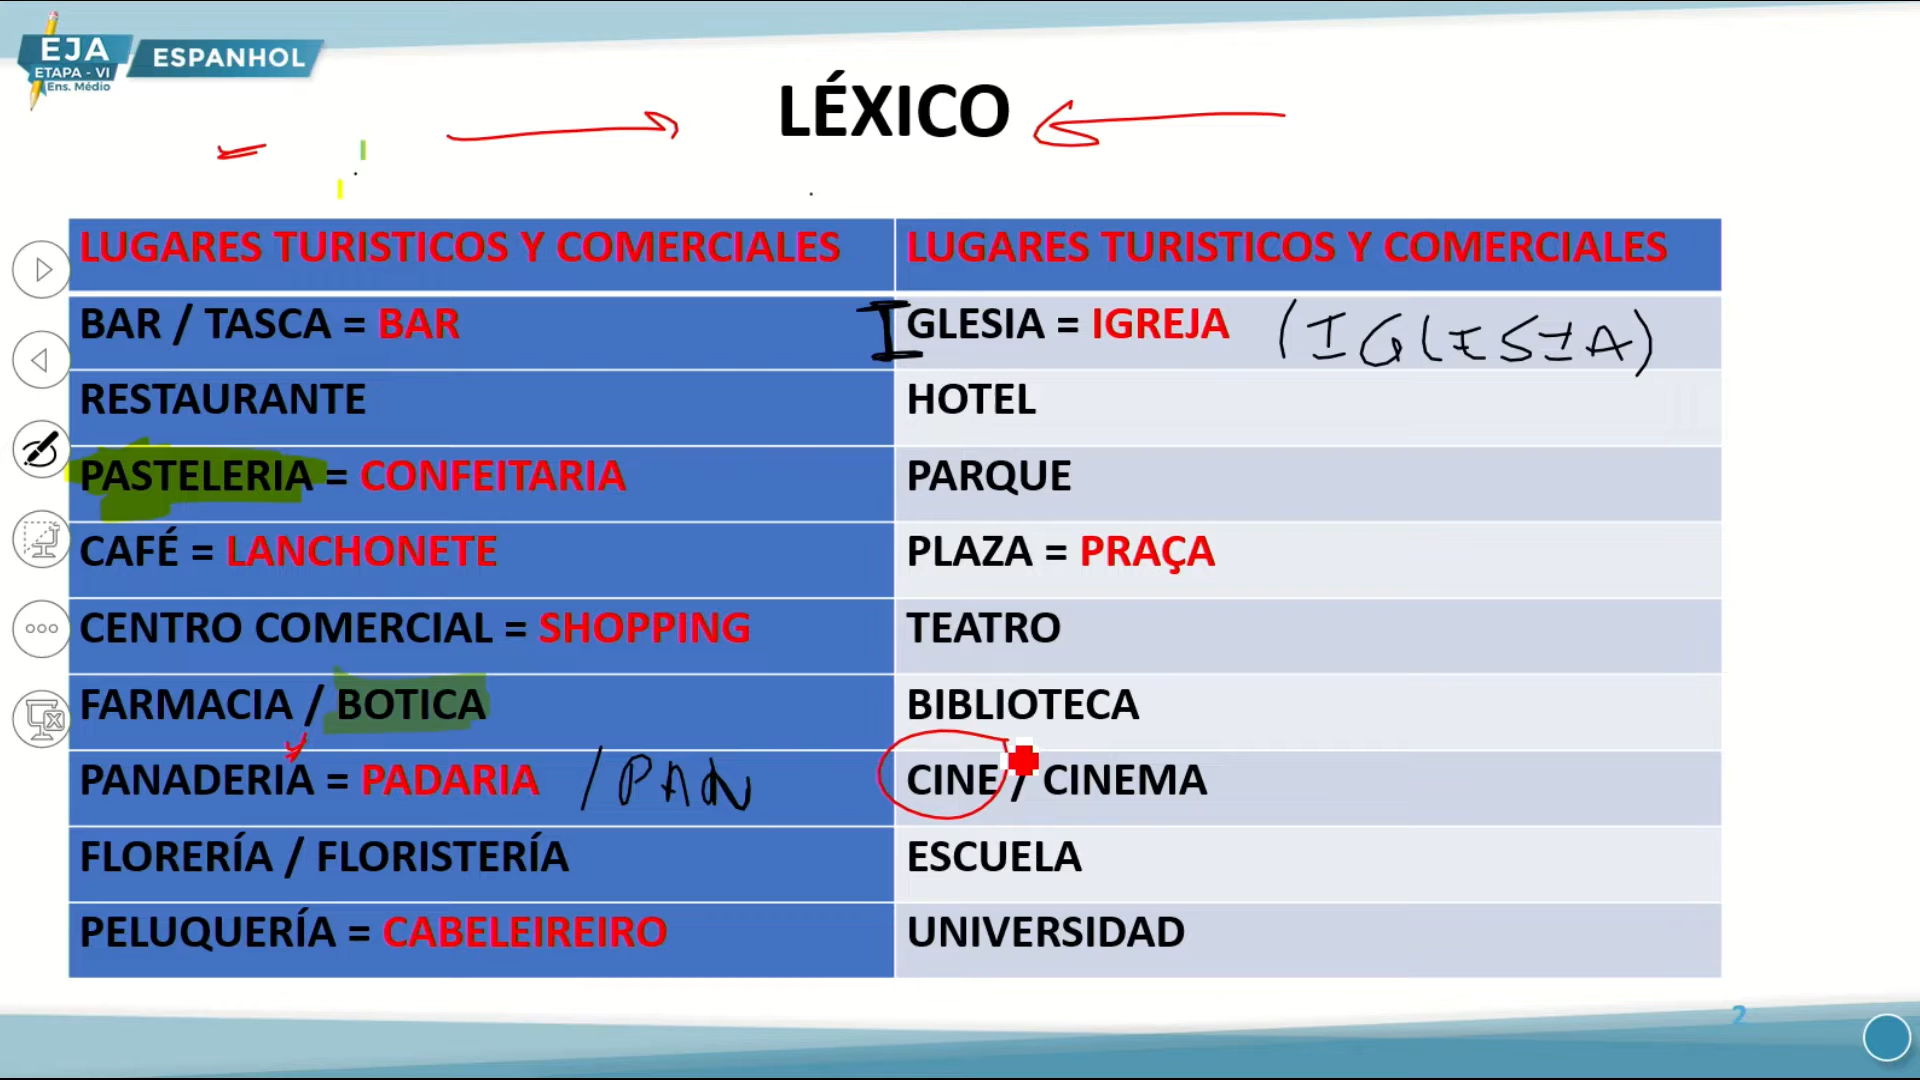 EJA
ETAPA - VI
Ens. Médio
ESPANHOL
LÉXICO
LUGARES TURISTICOS Y COMERCIALES
LUGARES TURISTICOS Y COMERCIALES
BAR / TASCA = BAR
IGLESIA = IGREJA (IGLESIA)
RESTAURANTE
HOTEL
PASTELERIA = CONFEITARIA
PARQUE
CAFÉ = LANCHONETE
PLAZA = PRAÇA
CENTRO COMERCIAL = SHOPPING
TEATRO
FARMACIA / BOTICA
BIBLIOTECA
PANADERIA = PADARIA / PAN
CINE / CINEMA
FLORERÍA / FLORISTERÍA
ESCUELA
PELUQUERÍA = CABELEIREIRO
UNIVERSIDAD
2